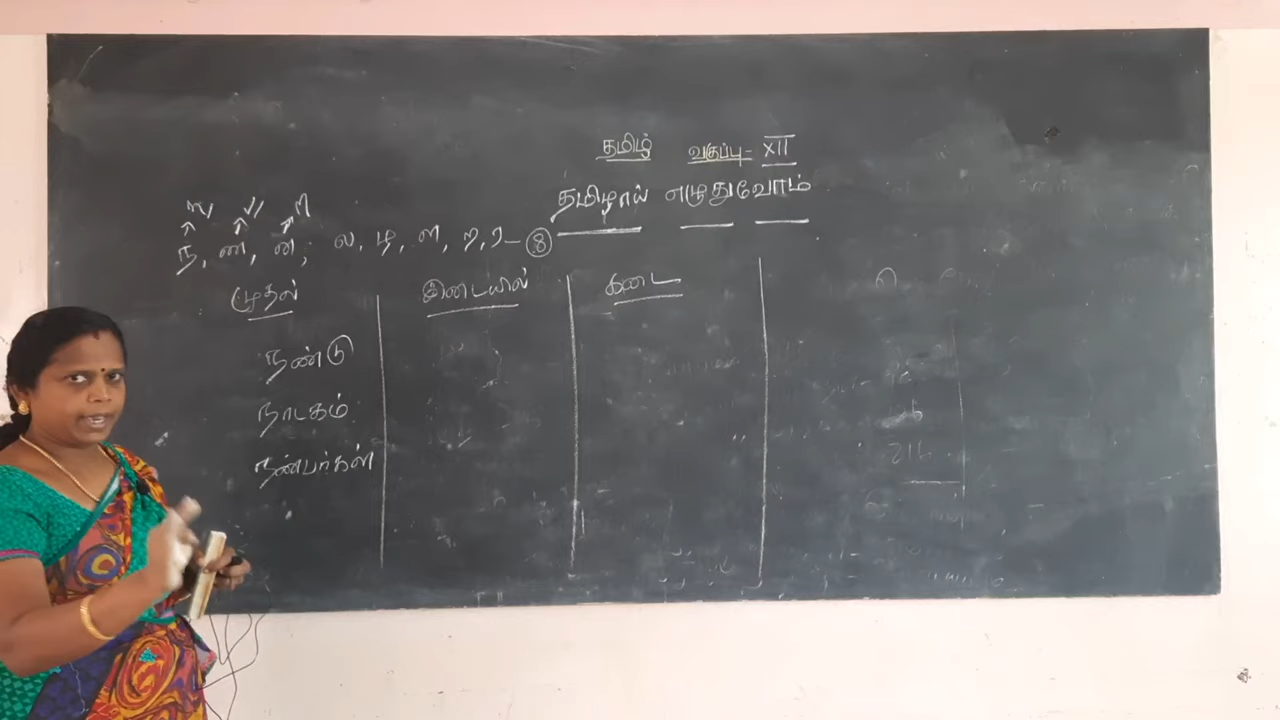 தமிழ் வகுப்பு - XII
தமிழாய் எழுதுவோம்
ந, ண, ன; ல, ழ, ள, ற, ர - 8
முதல் இடையில் கடை
நண்டு
நாடகம்
நண்பர்கள்